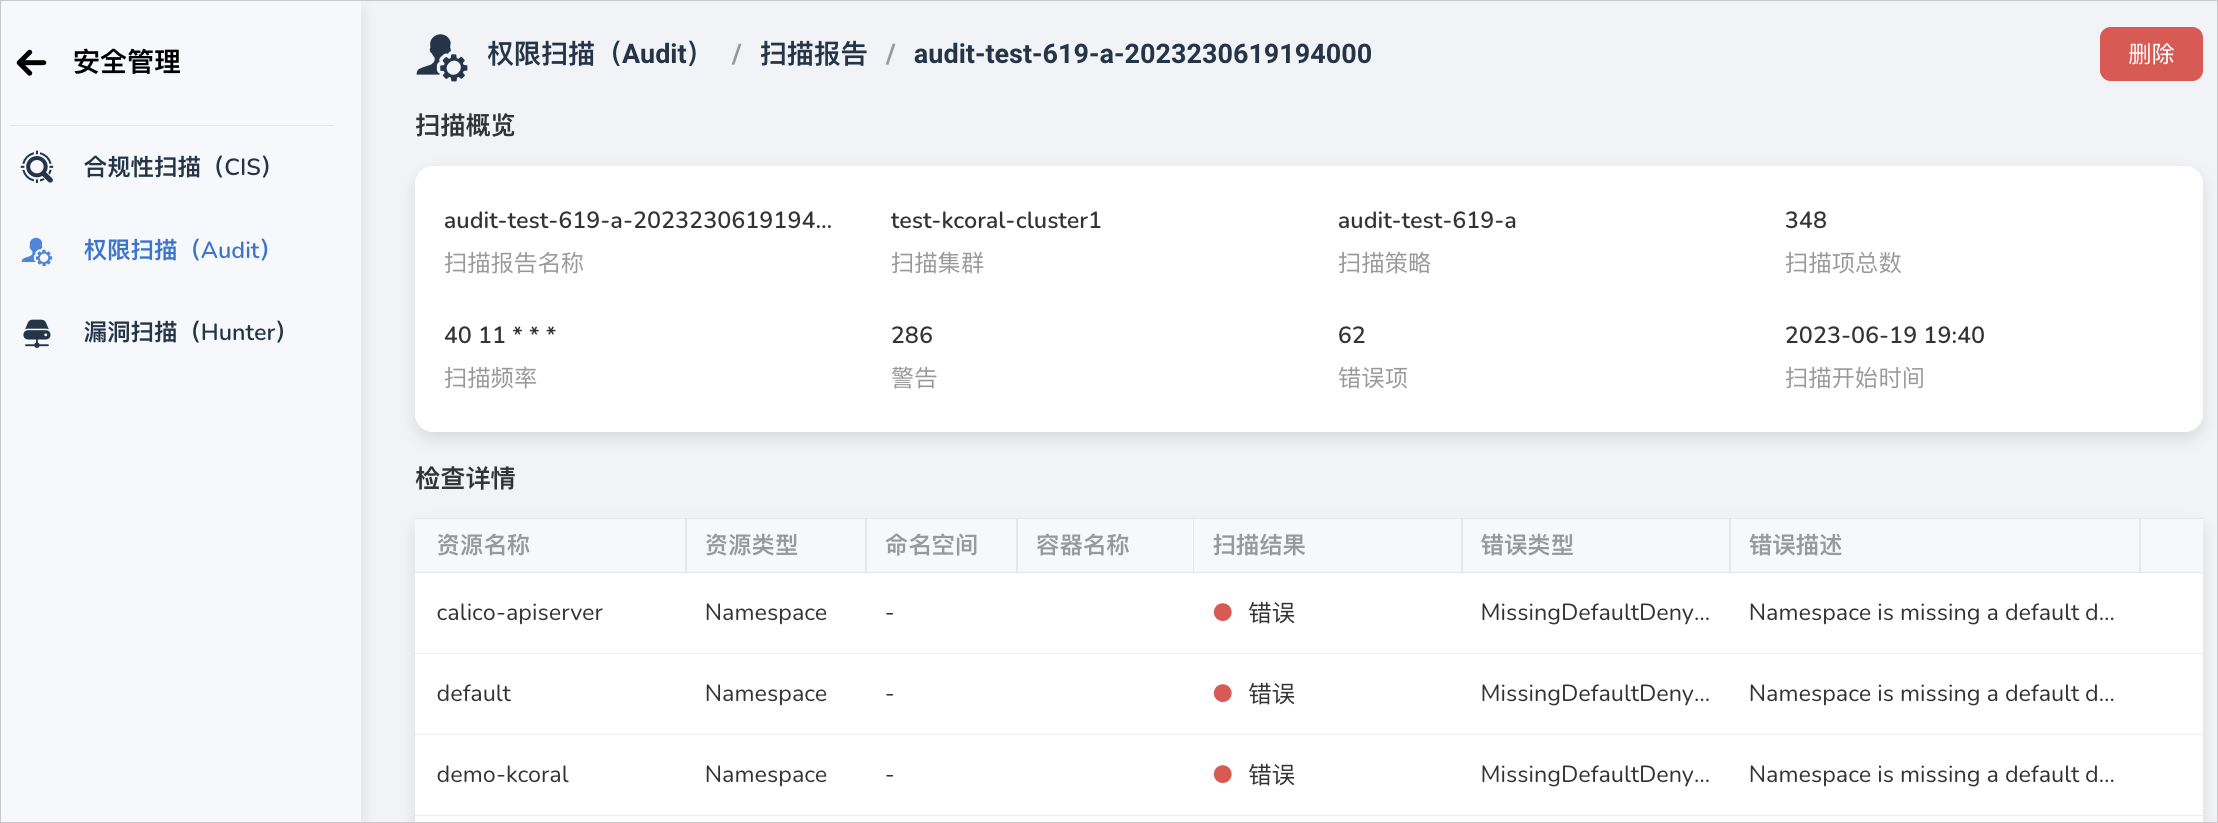 安全管理
合规性扫描（CIS）
权限扫描（Audit）
漏洞扫描（Hunter）
权限扫描（Audit） / 扫描报告 / audit-test-619-a-2023230619194000
删除
扫描概览
audit-test-619-a-2023230619194... test-kcoral-cluster1 audit-test-619-a 348
扫描报告名称 扫描集群 扫描策略 扫描项总数
40 11 * * * 286 62 2023-06-19 19:40
扫描频率 警告 错误项 扫描开始时间
检查详情
资源名称 资源类型 命名空间 容器名称 扫描结果 错误类型 错误描述
calico-apiserver Namespace - 错误 MissingDefaultDeny... Namespace is missing a default d...
default Namespace - 错误 MissingDefaultDeny... Namespace is missing a default d...
demo-kcoral Namespace - 错误 MissingDefaultDeny... Namespace is missing a default d...